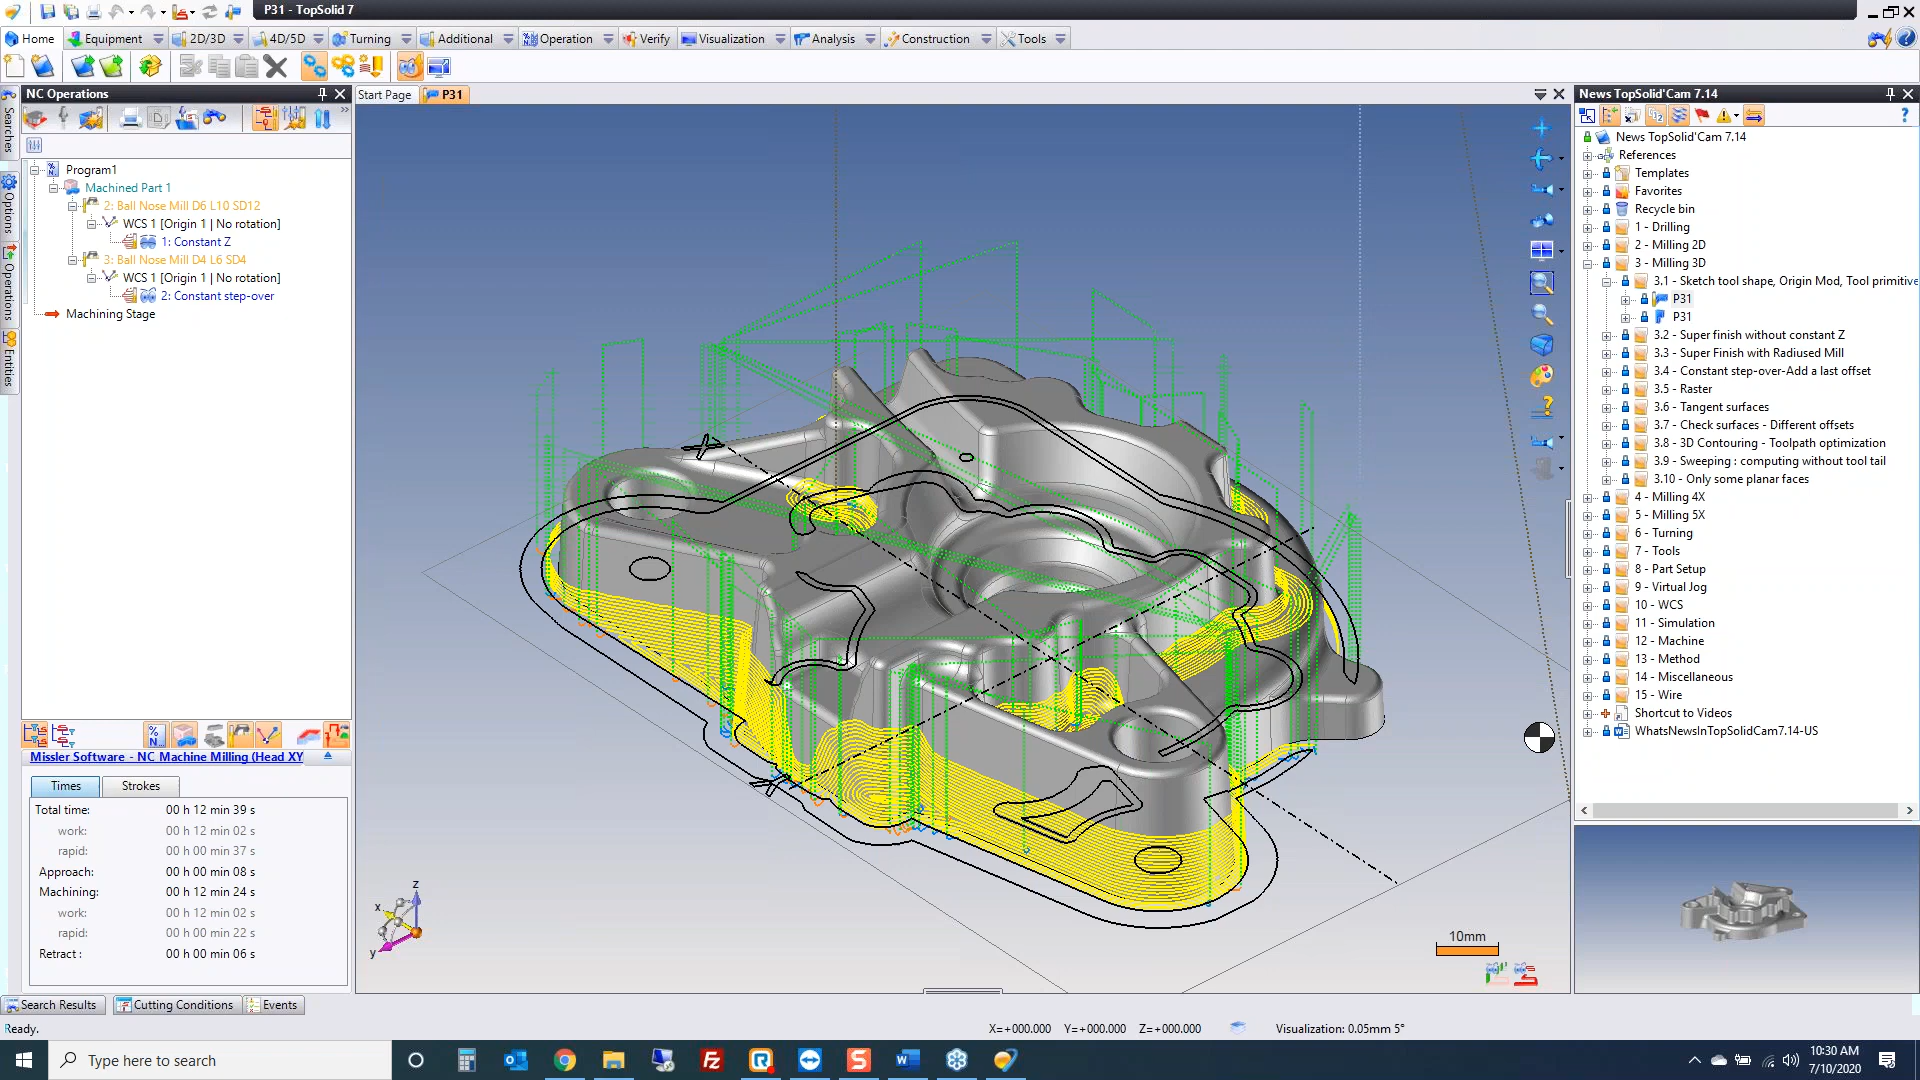 P31 - TopSolid 7
Home
Equipment
2D/3D
4D/5D
Turning
Additional
Operation
Verify
Visualization
Analysis
Construction
Tools
NC Operations
Start Page
P31
News TopSolid'Cam 7.14
Searches
Options
Operations
Entities
Program1
Machined Part 1
2: Ball Nose Mill D6 L10 SD12
WCS 1 [Origin 1 | No rotation]
1: Constant Z
3: Ball Nose Mill D4 L6 SD4
WCS 1 [Origin 1 | No rotation]
2: Constant step-over
Machining Stage
Missler Software - NC Machine Milling (Head XY
Times
Strokes
Total time: 00 h 12 min 39 s
work: 00 h 12 min 02 s
rapid: 00 h 00 min 37 s
Approach: 00 h 00 min 08 s
Machining: 00 h 12 min 24 s
work: 00 h 12 min 02 s
rapid: 00 h 00 min 22 s
Retract : 00 h 00 min 06 s
z
x
y
10mm
News TopSolid'Cam 7.14
References
Templates
Favorites
Recycle bin
1 - Drilling
2 - Milling 2D
3 - Milling 3D
3.1 - Sketch tool shape, Origin Mod, Tool primitive
P31
P31
3.2 - Super finish without constant Z
3.3 - Super Finish with Radiused Mill
3.4 - Constant step-over-Add a last offset
3.5 - Raster
3.6 - Tangent surfaces
3.7 - Check surfaces - Different offsets
3.8 - 3D Contouring - Toolpath optimization
3.9 - Sweeping : computing without tool tail
3.10 - Only some planar faces
4 - Milling 4X
5 - Milling 5X
6 - Turning
7 - Tools
8 - Part Setup
9 - Virtual Jog
10 - WCS
11 - Simulation
12 - Machine
13 - Method
14 - Miscellaneous
15 - Wire
Shortcut to Videos
WhatsNewsInTopSolidCam7.14-US
Search Results
Cutting Conditions
Events
Ready.
X=+000.000 Y=+000.000 Z=+000.000
Visualization: 0.05mm 5°
Type here to search
10:30 AM
7/10/2020